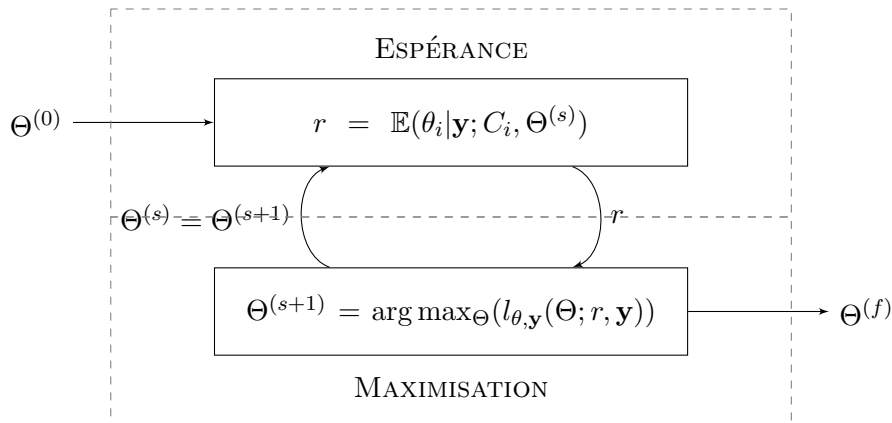 ESPÉRANCE
Θ^(0)
r = 𝔼(θ_i|𝐲; C_i, Θ^(s))
Θ^(s) = Θ^(s+1)
r
Θ^(s+1) = arg max_Θ(l_θ,𝐲(Θ; r, 𝐲))
Θ^(f)
MAXIMISATION